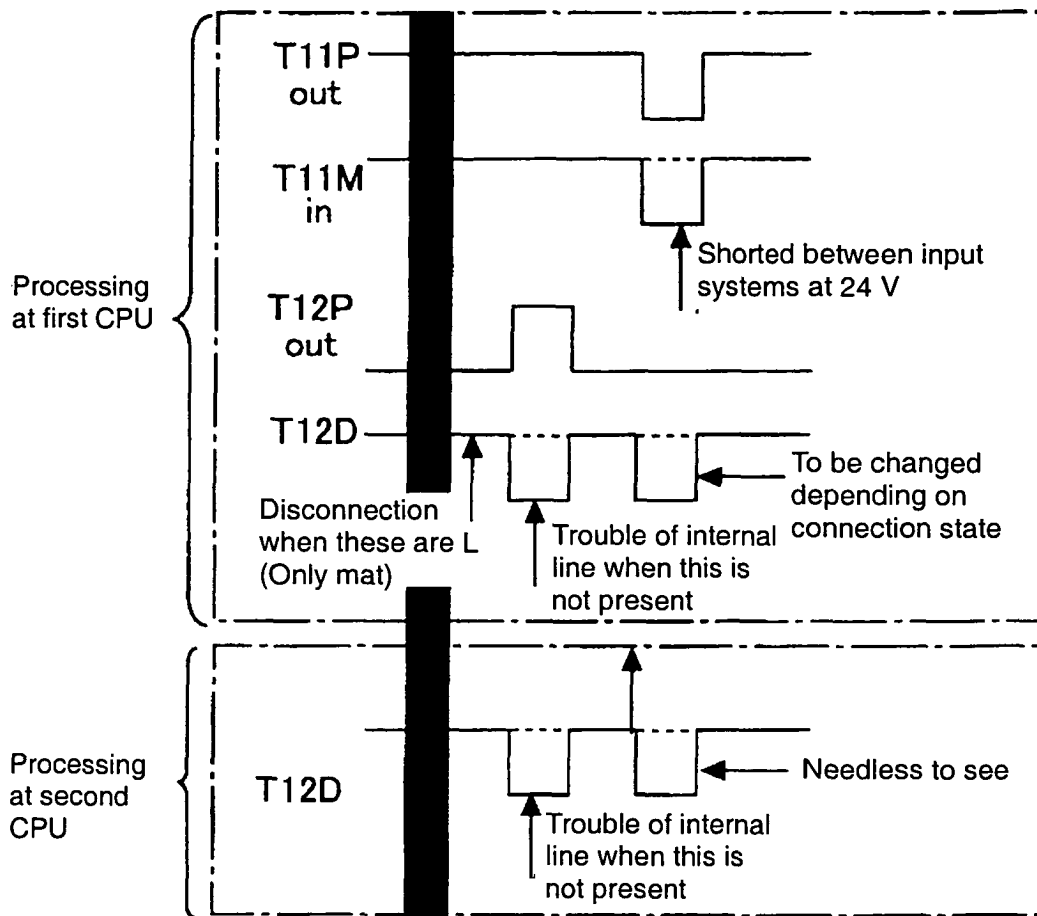 T11P
out
T11M
in
Shorted between input
systems at 24 V
Processing
at first CPU
T12P
out
T12D
To be changed
depending on
connection state
Disconnection
when these are L
(Only mat)
Trouble of internal
line when this is
not present
Processing
at second
CPU
T12D
Needless to see
Trouble of internal
line when this is
not present